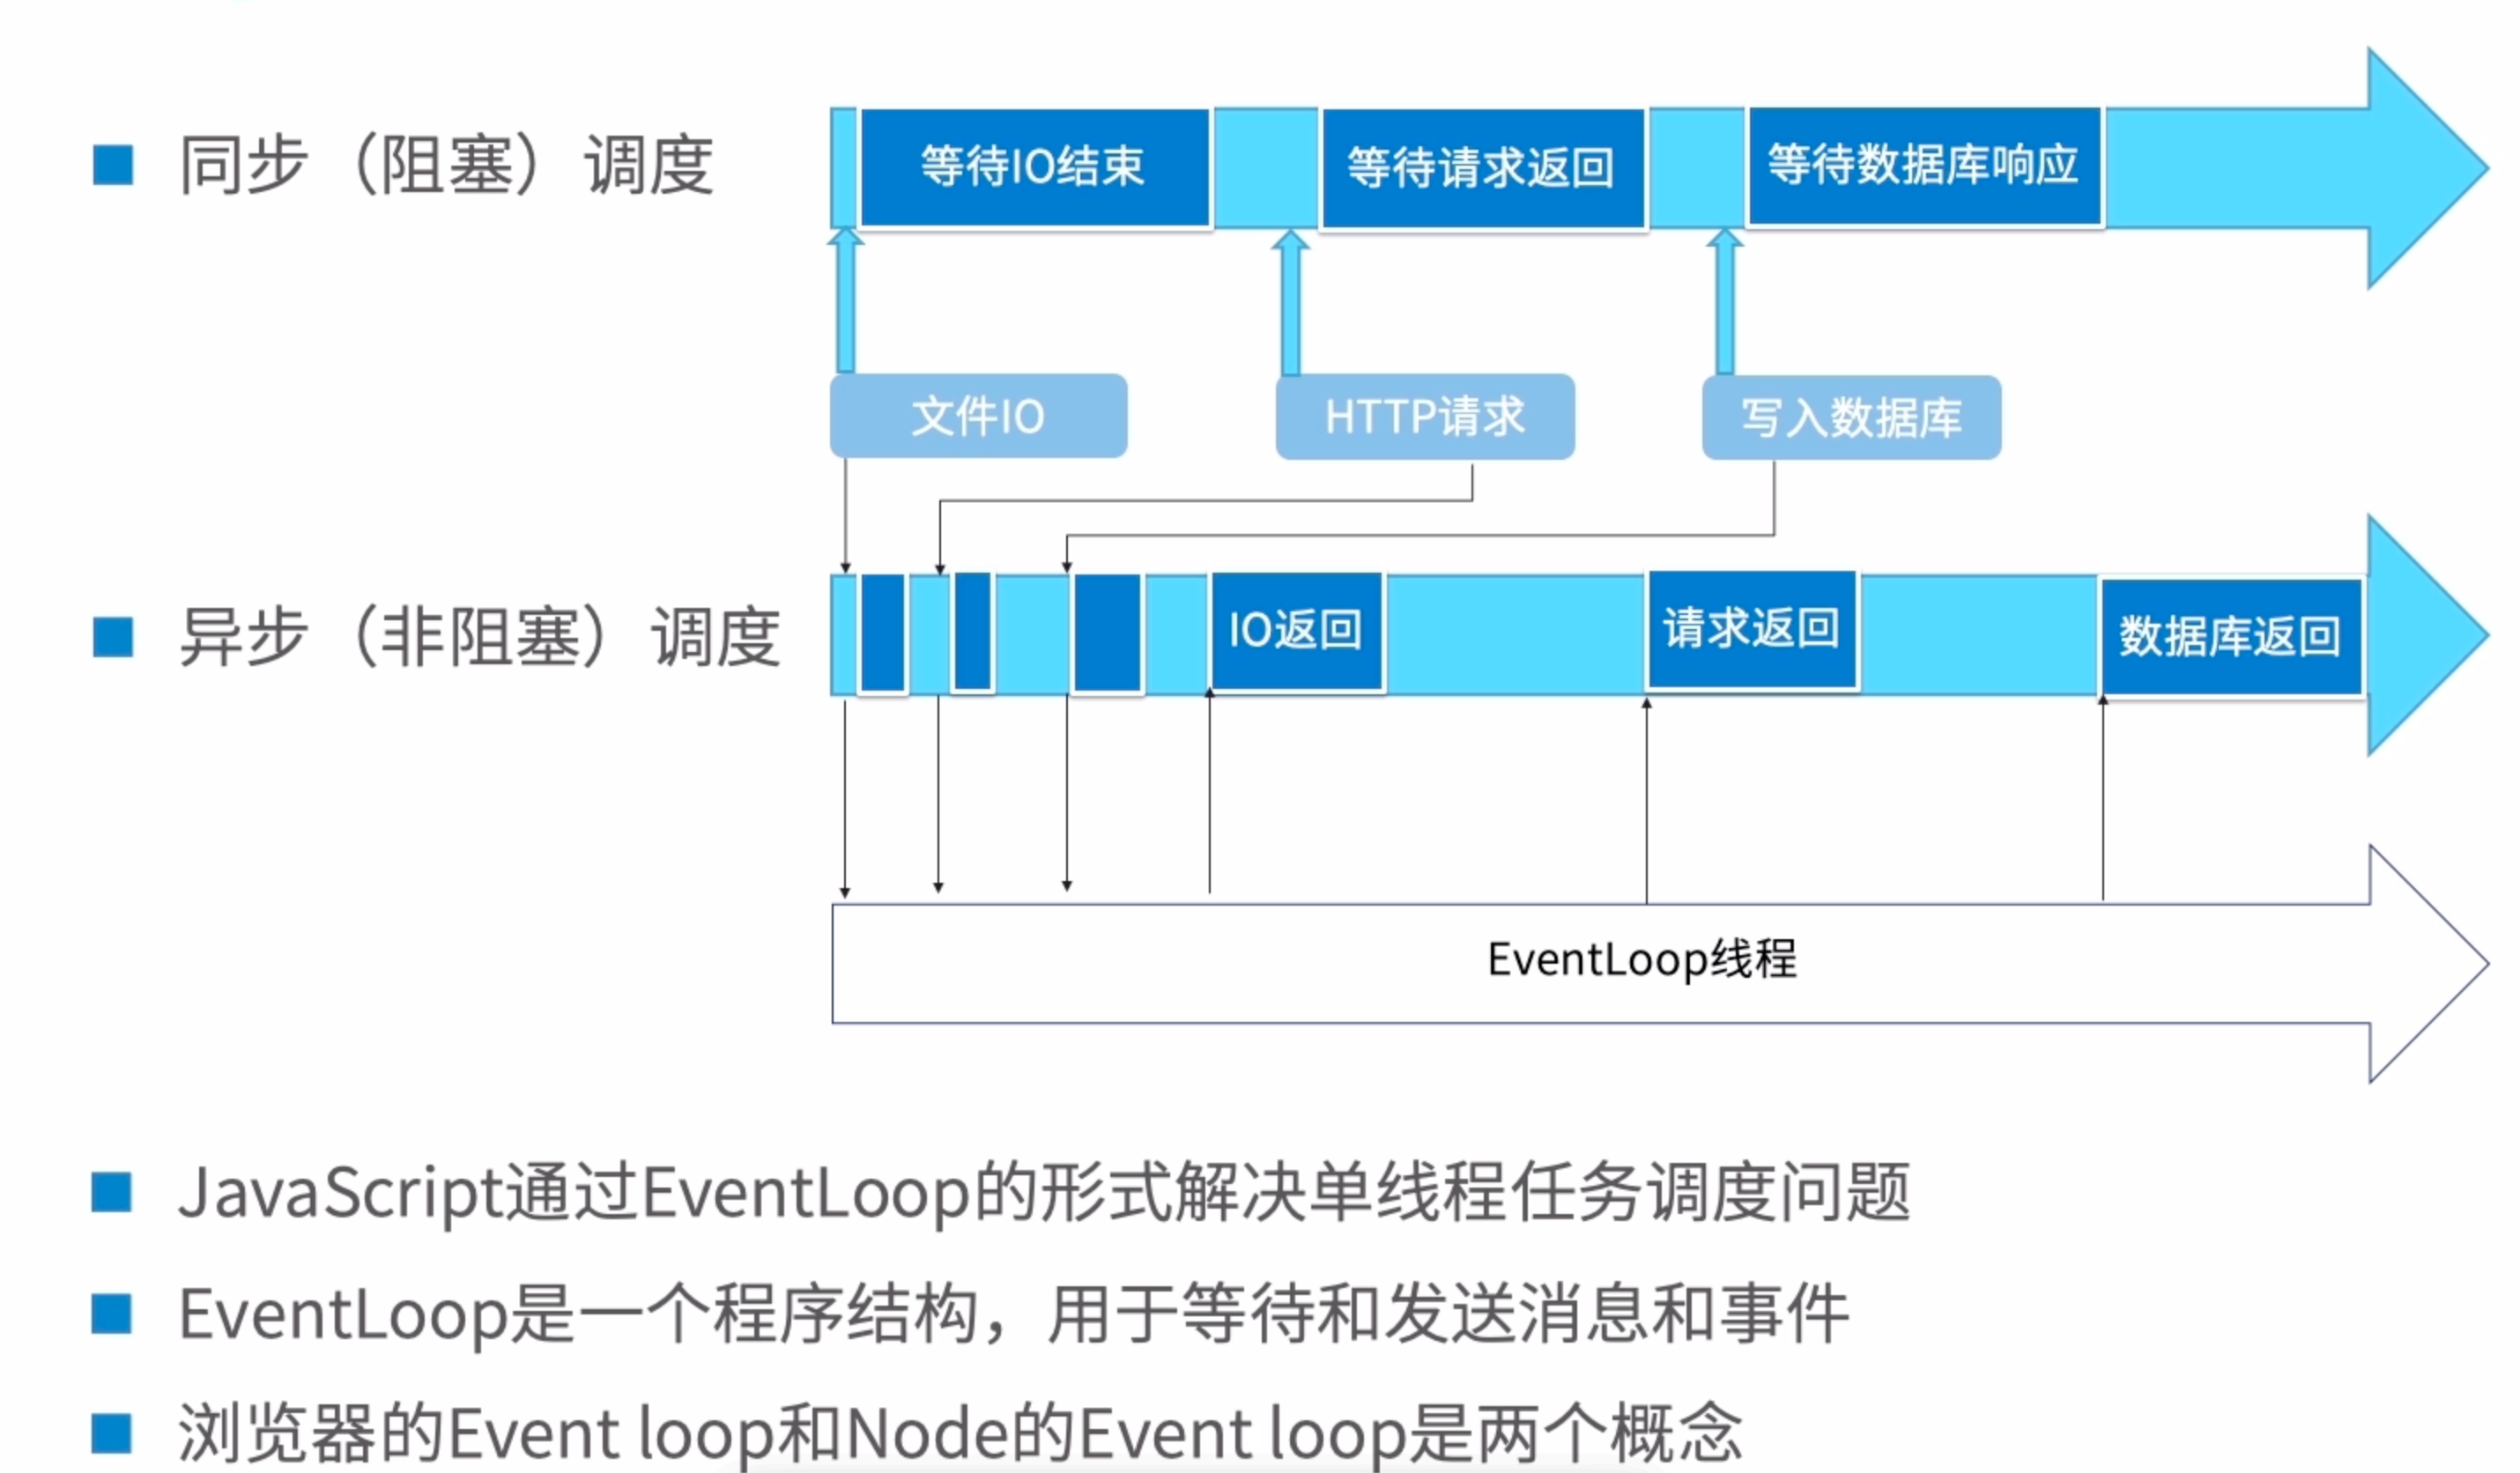 同步（阻塞）调度
等待IO结束
等待请求返回
等待数据库响应
文件IO
HTTP请求
写入数据库
异步（非阻塞）调度
IO返回
请求返回
数据库返回
EventLoop线程
JavaScript通过EventLoop的形式解决单线程任务调度问题
EventLoop是一个程序结构，用于等待和发送消息和事件
浏览器的Event loop和Node的Event loop是两个概念